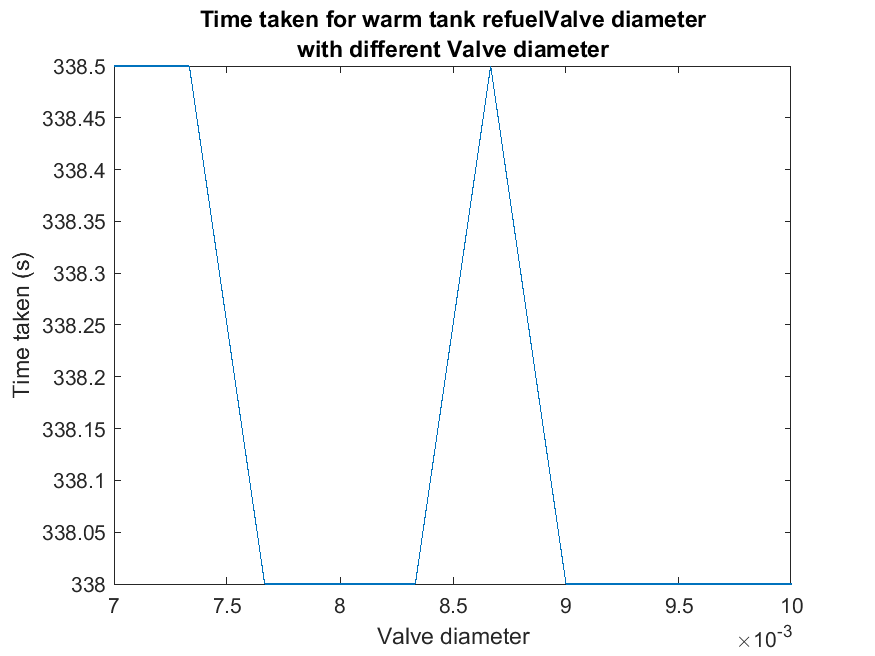 Time taken for warm tank refuelValve diameter
with different Valve diameter
338.5
338.45
338.4
338.35
338.3
338.25
338.2
338.15
338.1
338.05
338
Time taken (s)
7 7.5 8 8.5 9 9.5 10
Valve diameter
×10-3